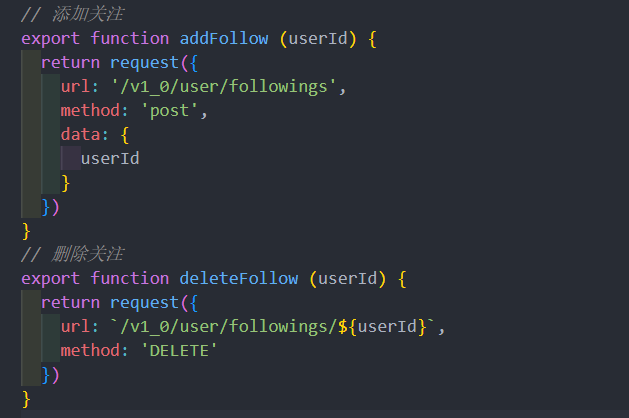 // 添加关注
export function addFollow (userId) {
  return request({
    url: '/v1_0/user/followings',
    method: 'post',
    data: {
      userId
    }
  })
}
// 删除关注
export function deleteFollow (userId) {
  return request({
    url: `/v1_0/user/followings/${userId}`,
    method: 'DELETE'
  })
}